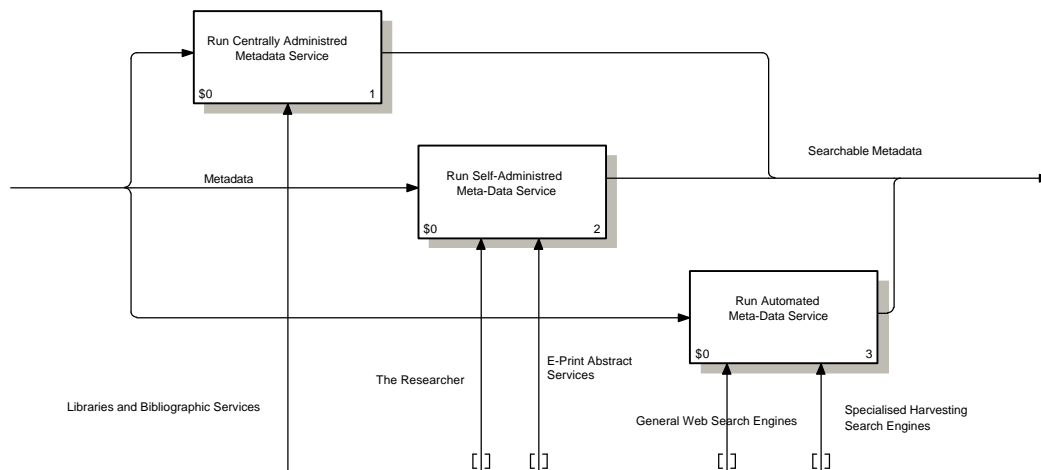 Run Centrally Administred
Metadata Service
$0 1
Searchable Metadata
Metadata
Run Self-Administred
Meta-Data Service
$0 2
Run Automated
Meta-Data Service
$0 3
E-Print Abstract
Services
The Researcher
Libraries and Bibliographic Services
General Web Search Engines
Specialised Harvesting
Search Engines